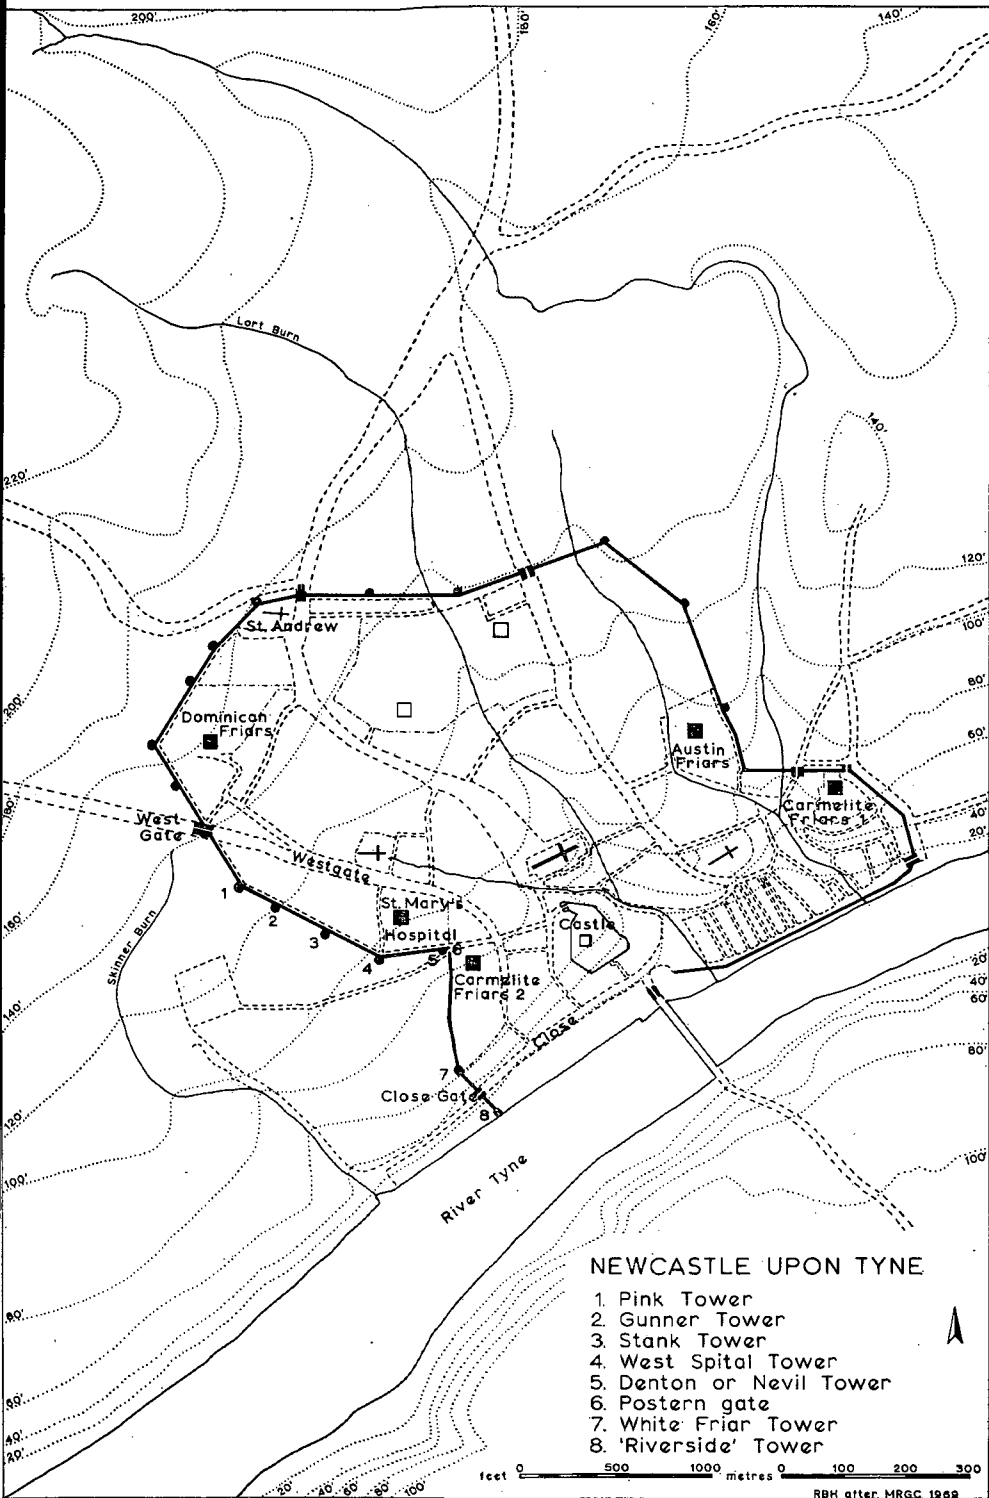 200'
180'
160'
140'
Lort Burn
140'
220'
120'
St. Andrew
100'
200'
80'
Dominican
Friars
60'
Austin
Friars
180'
West
Gate
Carmelite
Friars 1
40'
20'
Westgate
1
2
St. Mary's
Hospital
160'
Skinner Burn
3
4
5
6
Castle
Carmelite
Friars 2
20'
40'
60'
140'
Close
80'
7
Close Gate
8
120'
100'
100'
River Tyne
NEWCASTLE UPON TYNE
1. Pink Tower
2. Gunner Tower
3. Stank Tower
4. West Spital Tower
5. Denton or Nevil Tower
6. Postern gate
7. White Friar Tower
8. 'Riverside' Tower
80'
60'
40'
20'
20'
40'
60'
80'
100'
feet 0 500 1000 metres 0 100 200 300
RBH after. MRGC 1969